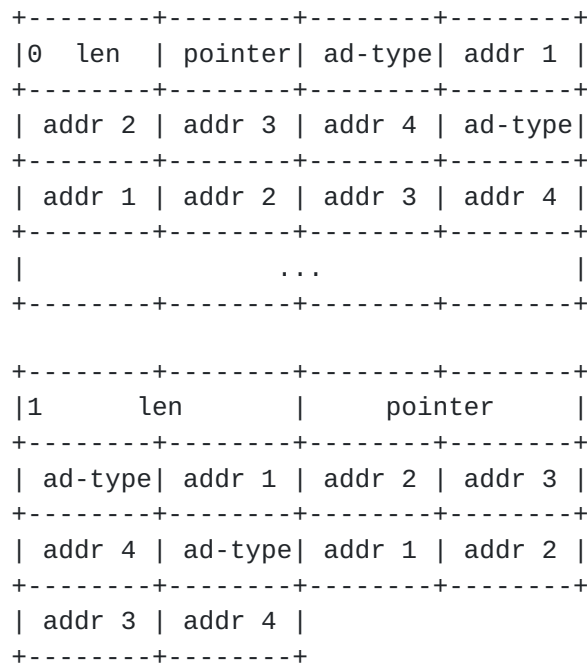 +--------+--------+--------+--------+
|0  len  | pointer| ad-type| addr 1 |
+--------+--------+--------+--------+
| addr 2 | addr 3 | addr 4 | ad-type|
+--------+--------+--------+--------+
| addr 1 | addr 2 | addr 3 | addr 4 |
+--------+--------+--------+--------+
|                ...                |
+--------+--------+--------+--------+

+--------+--------+--------+--------+
|1       len      |     pointer     |
+--------+--------+--------+--------+
| ad-type| addr 1 | addr 2 | addr 3 |
+--------+--------+--------+--------+
| addr 4 | ad-type| addr 1 | addr 2 |
+--------+--------+--------+--------+
| addr 3 | addr 4 |
+--------+--------+